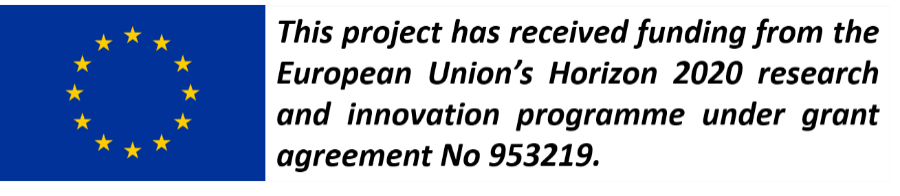 This project has received funding from the
European Union’s Horizon 2020 research
and innovation programme under grant
agreement No 953219.